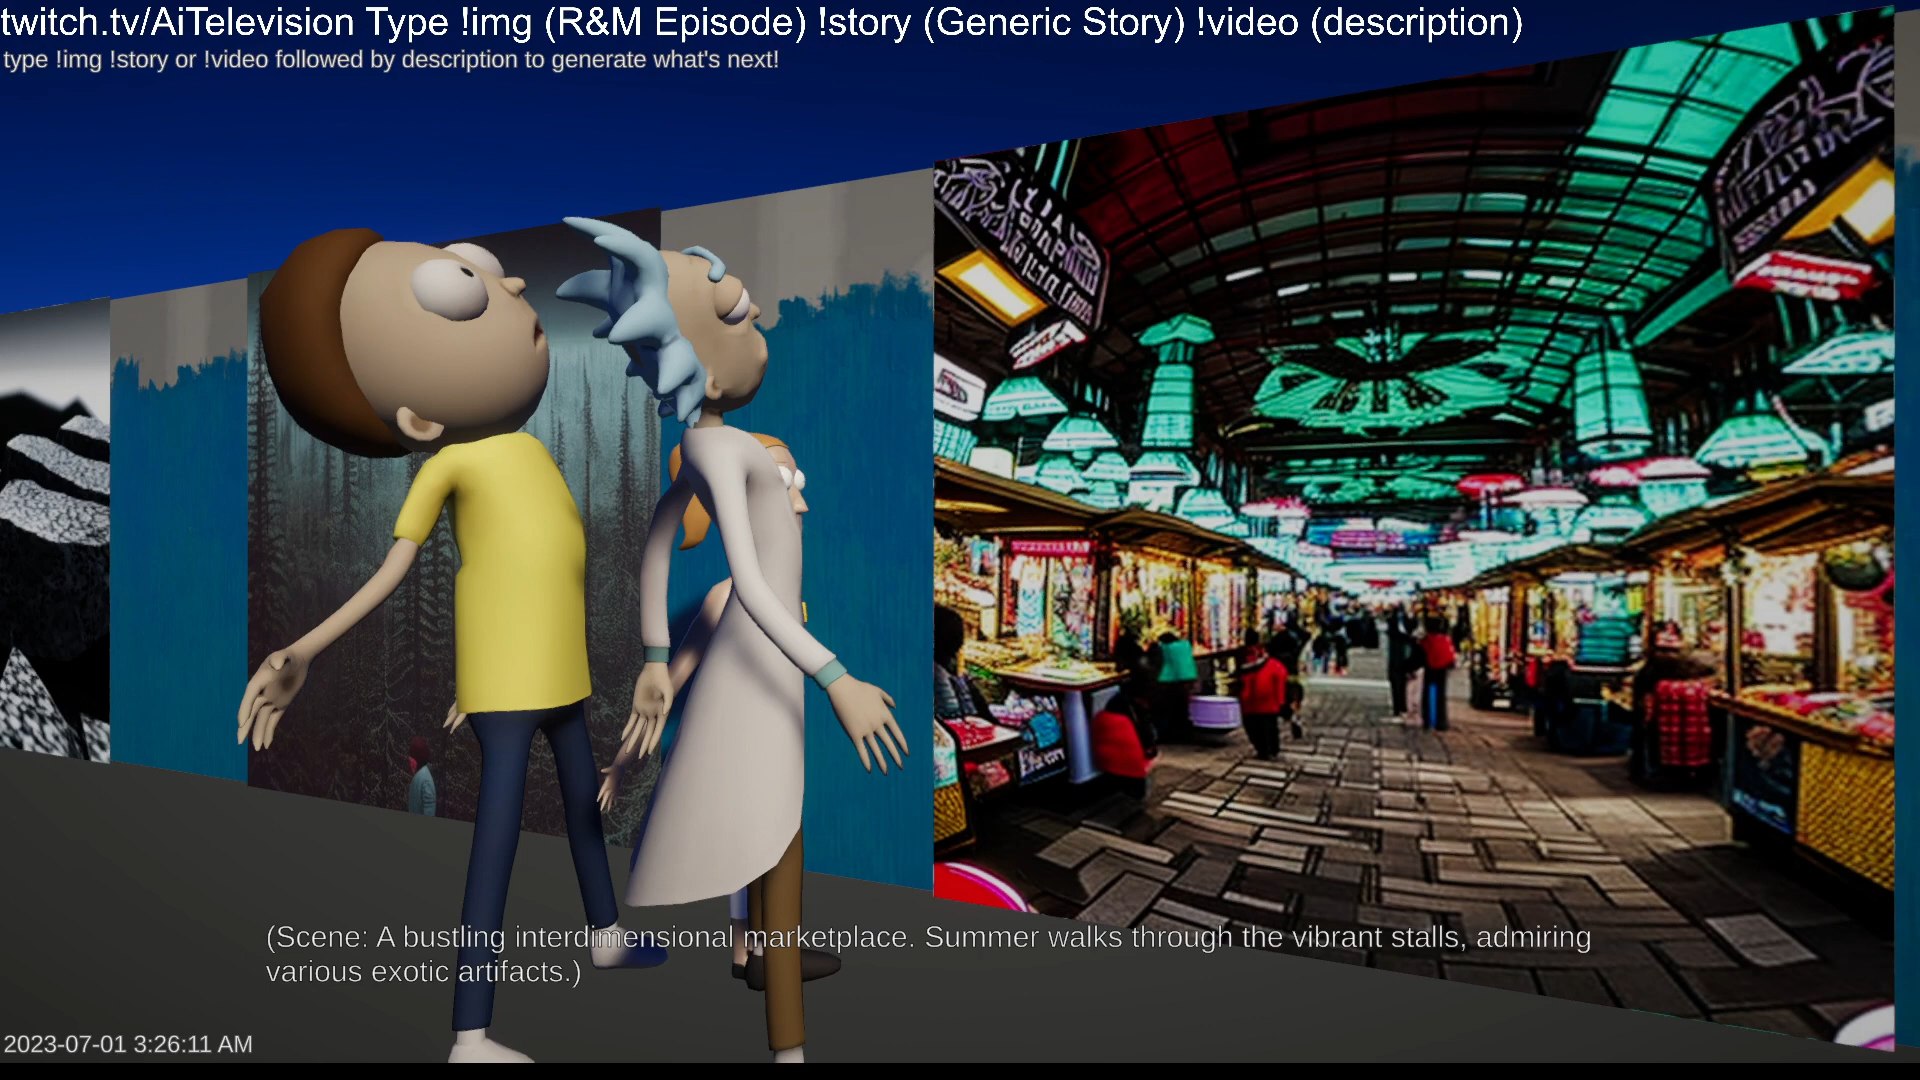 twitch.tv/AiTelevision Type !img (R&M Episode) !story (Generic Story) !video (description)
type !img !story or !video followed by description to generate what's next!
(Scene: A bustling interdimensional marketplace. Summer walks through the vibrant stalls, admiring
various exotic artifacts.)
2023-07-01 3:26:11 AM